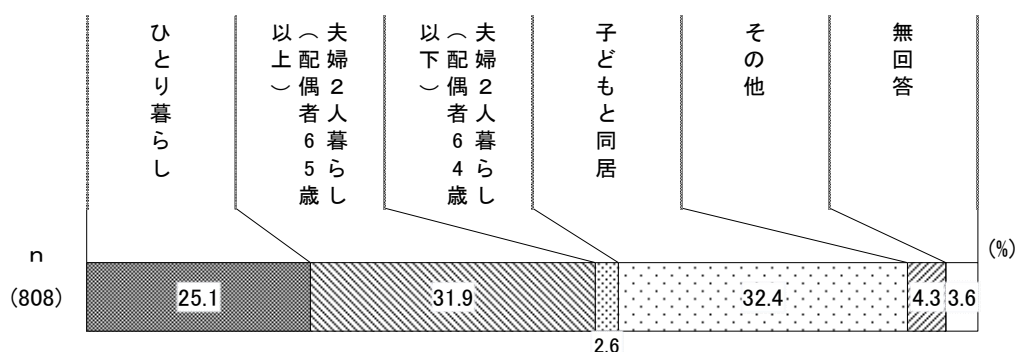 ひとり暮らし
夫婦２人暮らし
（配偶者６５歳
以上）
夫婦２人暮らし
（配偶者６４歳
以下）
子どもと同居
その他
無回答
n
(808)
(%)
25.1
31.9
2.6
32.4
4.3
3.6